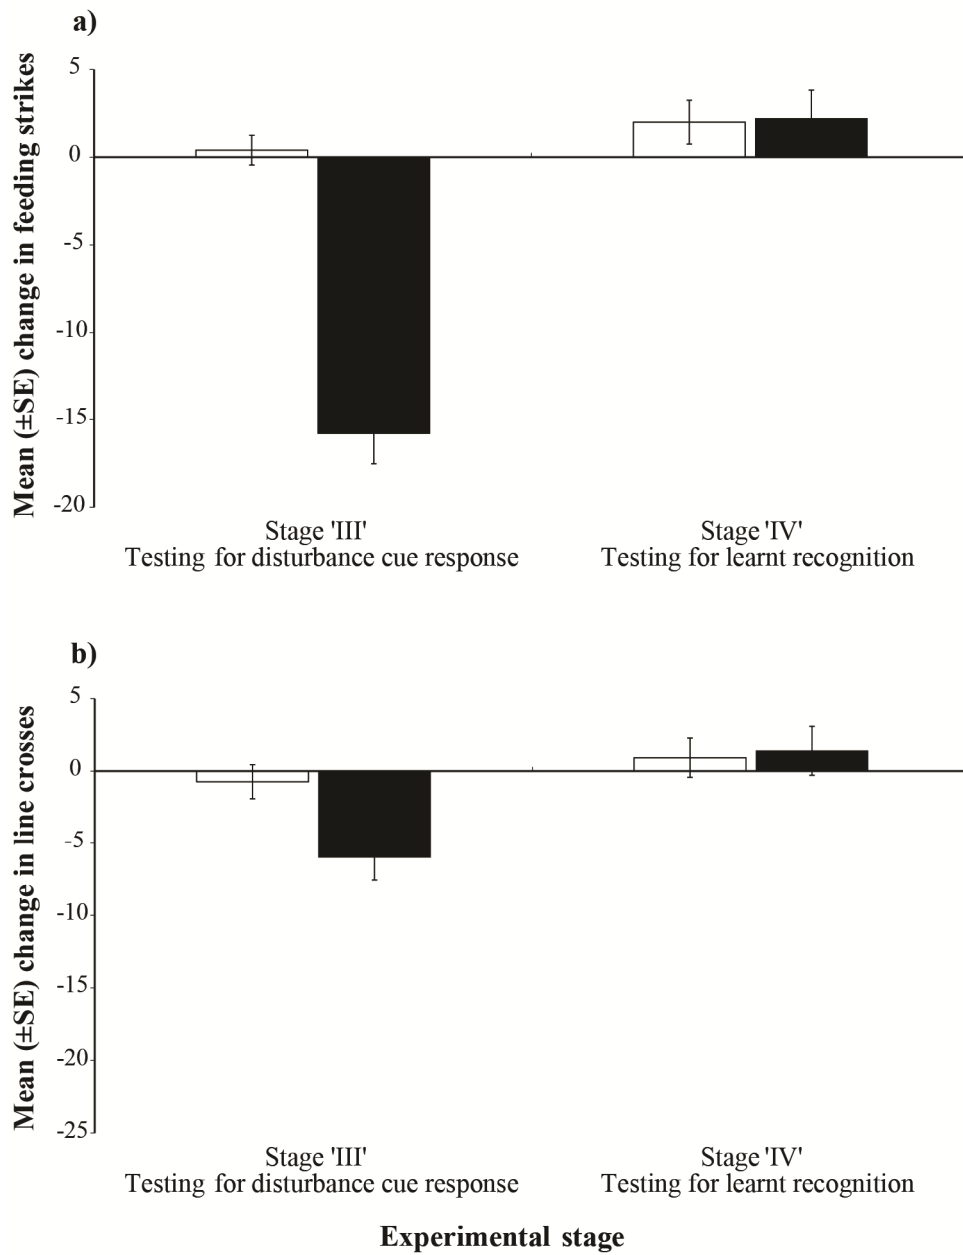 a)
Mean (±SE) change in feeding strikes
5
0
-5
-10
-15
-20
Stage 'III'
Testing for disturbance cue response
Stage 'IV'
Testing for learnt recognition
b)
Mean (±SE) change in line crosses
5
0
-5
-10
-15
-20
-25
Stage 'III'
Testing for disturbance cue response
Stage 'IV'
Testing for learnt recognition
Experimental stage